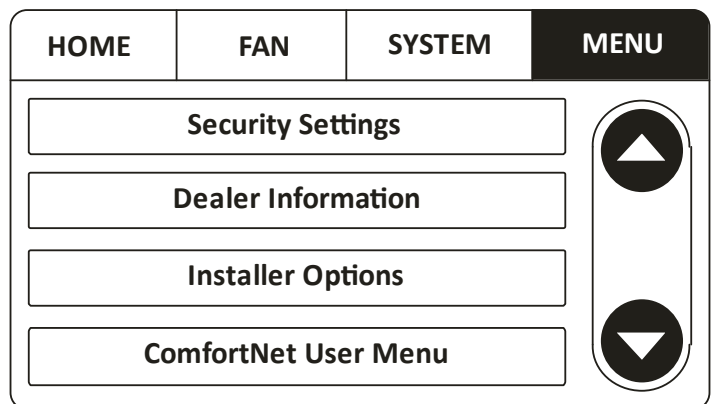 HOME FAN SYSTEM MENU
Security Settings
Dealer Information
Installer Options
ComfortNet User Menu